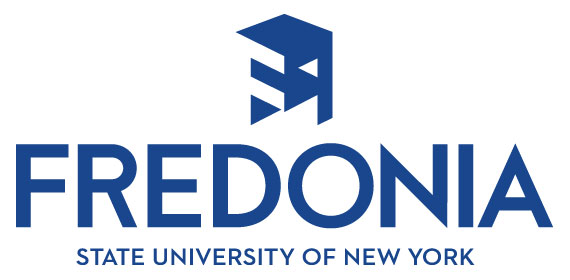 FREDONIA
STATE UNIVERSITY OF NEW YORK